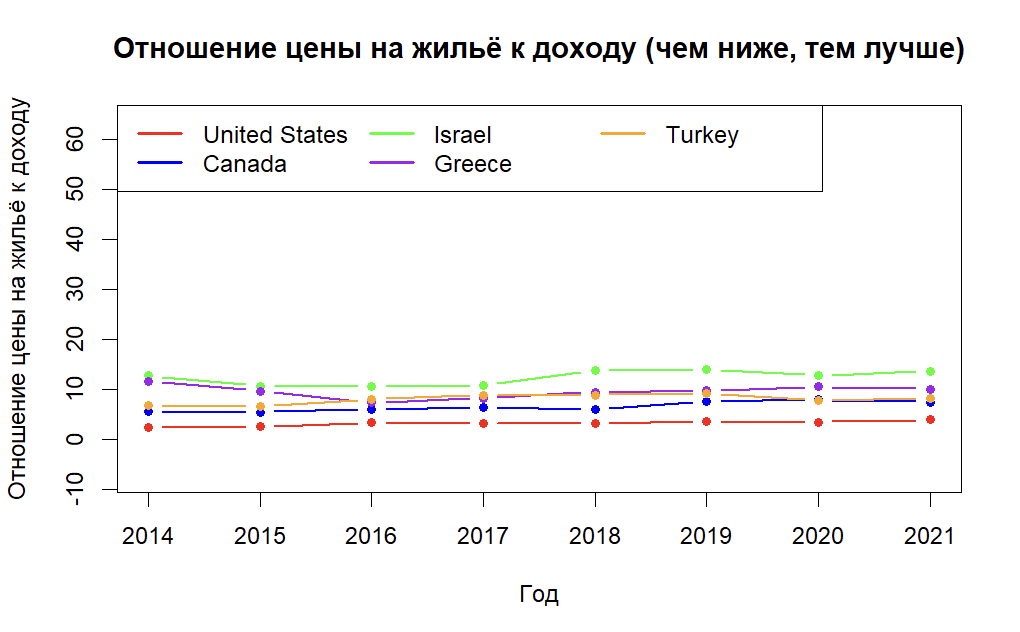 Отношение цены на жильё к доходу (чем ниже, тем лучше)
Отношение цены на жильё к доходу
60
50
40
30
20
10
0
-10
United States Israel Turkey
Canada Greece
2014 2015 2016 2017 2018 2019 2020 2021
Год